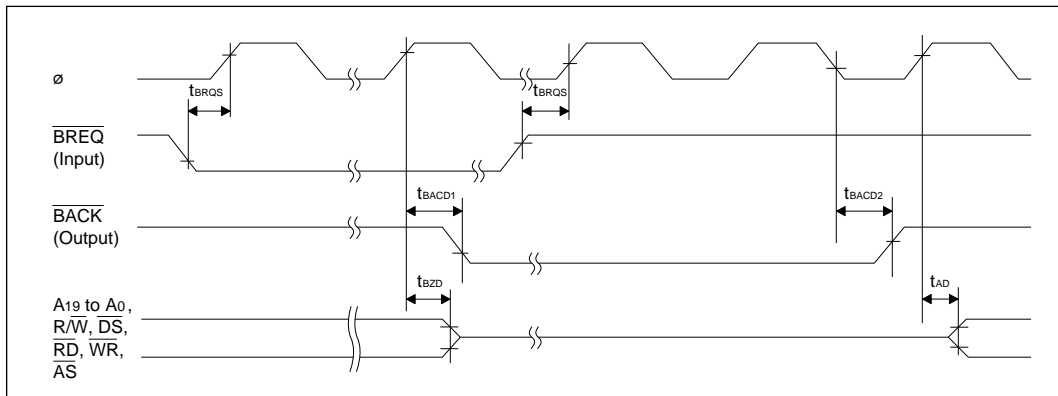 ø
tBRQS
tBRQS
BREQ
(Input)
tBACD1
tBACD2
BACK
(Output)
tBZD
tAD
A19 to A0,
R/W, DS,
RD, WR,
AS